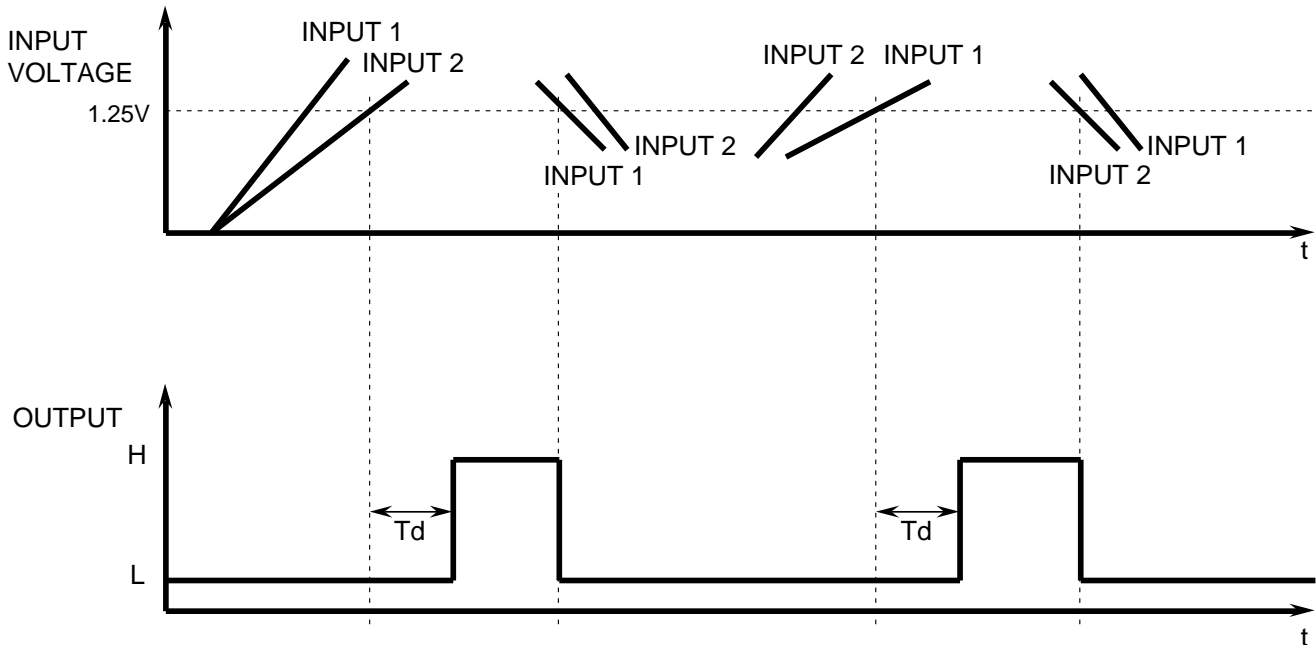 INPUT
VOLTAGE
1.25V
INPUT 1
INPUT 2
INPUT 2
INPUT 1
INPUT 2
INPUT 1
INPUT 1
INPUT 2
t
OUTPUT
H
L
Td
Td
t